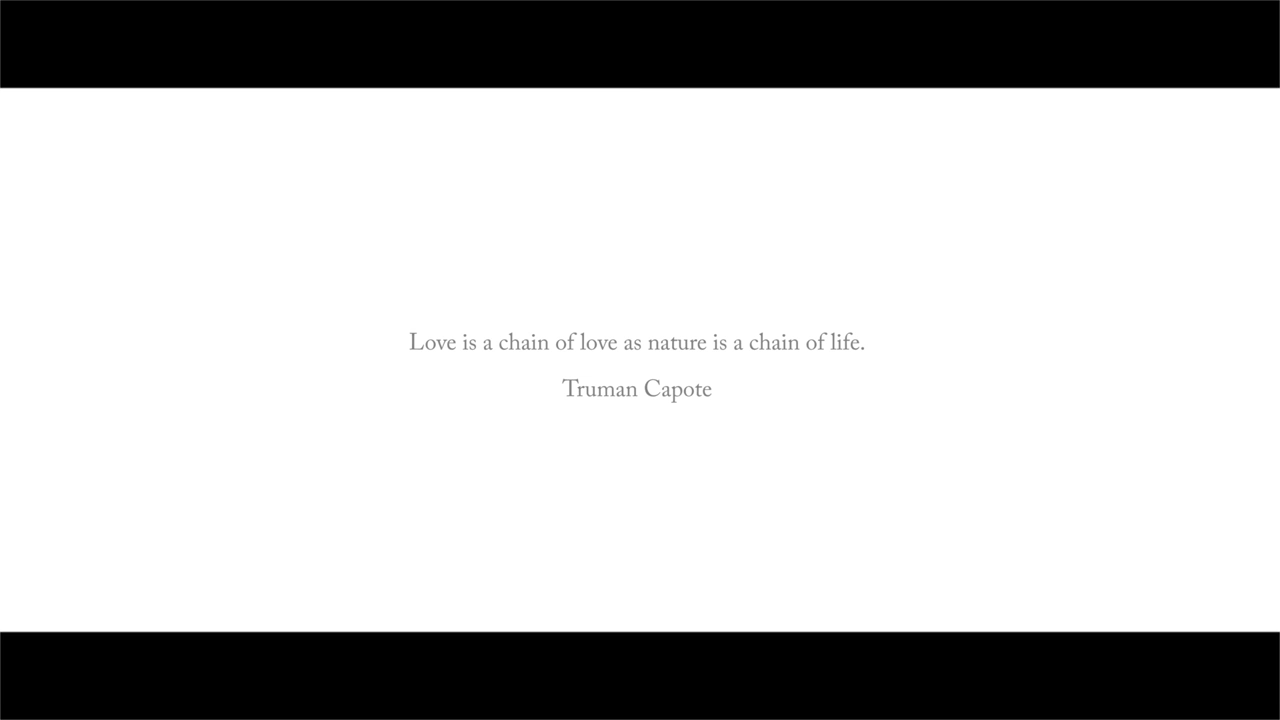 Love is a chain of love as nature is a chain of life.
Truman Capote